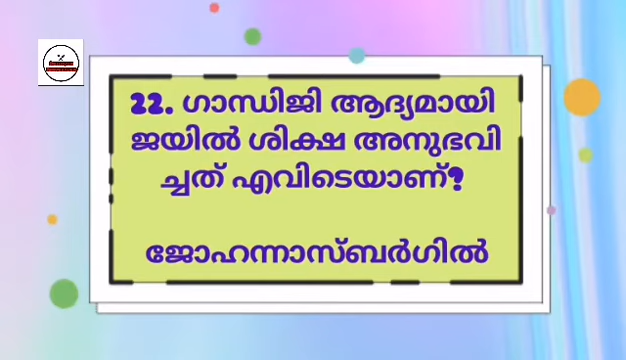 22. ഗാന്ധിജി ആദ്യമായി
ജയിൽ ശിക്ഷ അനുഭവി
ച്ചത് എവിടെയാണ്?
ജോഹന്നാസ്ബർഗിൽ